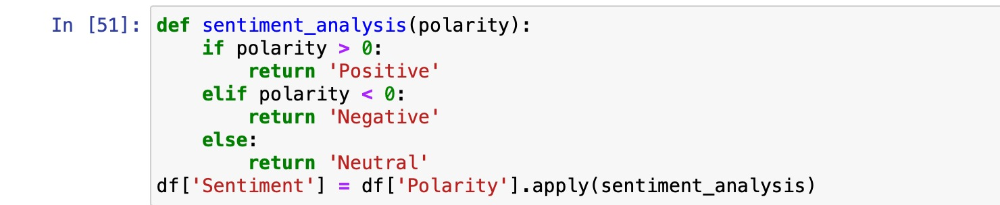 In [51]: def sentiment_analysis(polarity):
    if polarity > 0:
        return 'Positive'
    elif polarity < 0:
        return 'Negative'
    else:
        return 'Neutral'
df['Sentiment'] = df['Polarity'].apply(sentiment_analysis)